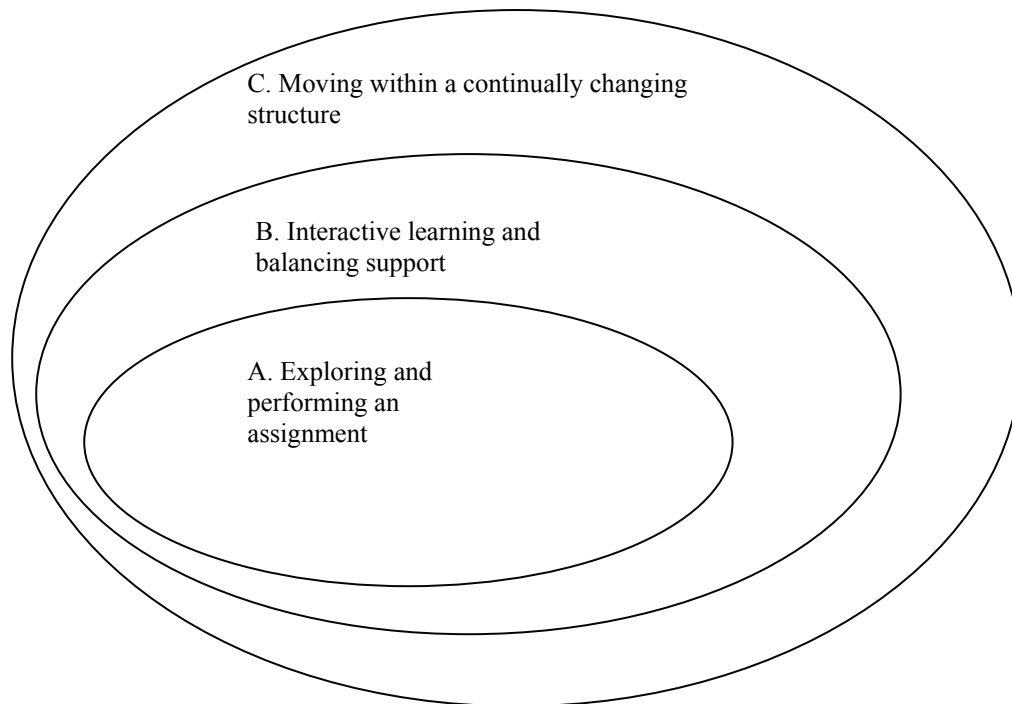 C. Moving within a continually changing
structure
B. Interactive learning and
balancing support
A. Exploring and
performing an
assignment